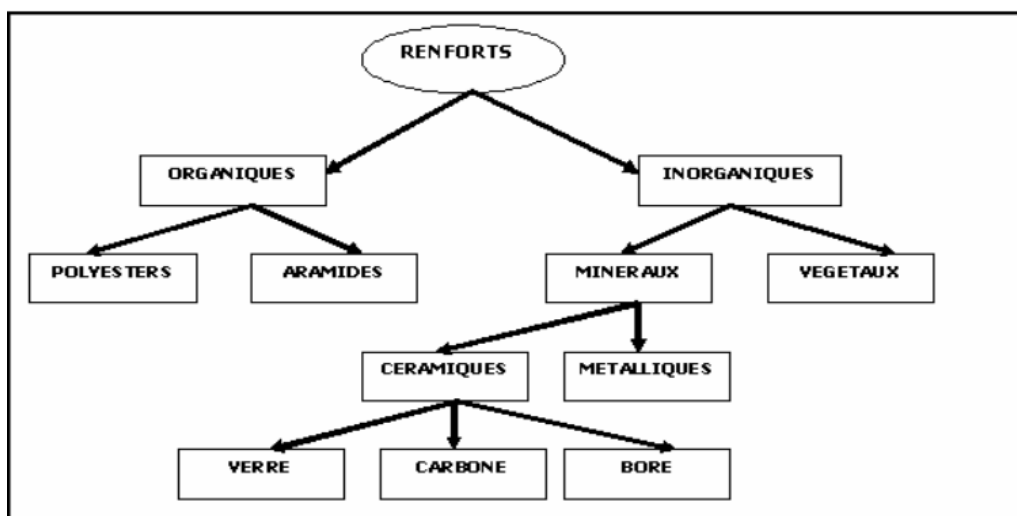 RENFORTS
ORGANIQUES
INORGANIQUES
POLYESTERS
ARAMIDES
MINERAUX
VEGETAUX
CERAMIQUES
METALLIQUES
VERRE
CARBONE
BORE